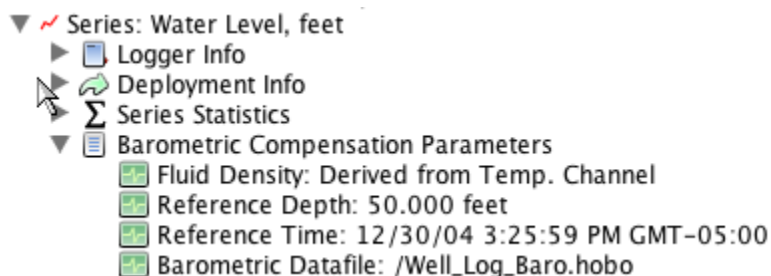 Series: Water Level, feet
Logger Info
Deployment Info
Σ Series Statistics
Barometric Compensation Parameters
Fluid Density: Derived from Temp. Channel
Reference Depth: 50.000 feet
Reference Time: 12/30/04 3:25:59 PM GMT-05:00
Barometric Datafile: /Well_Log_Baro.hobo